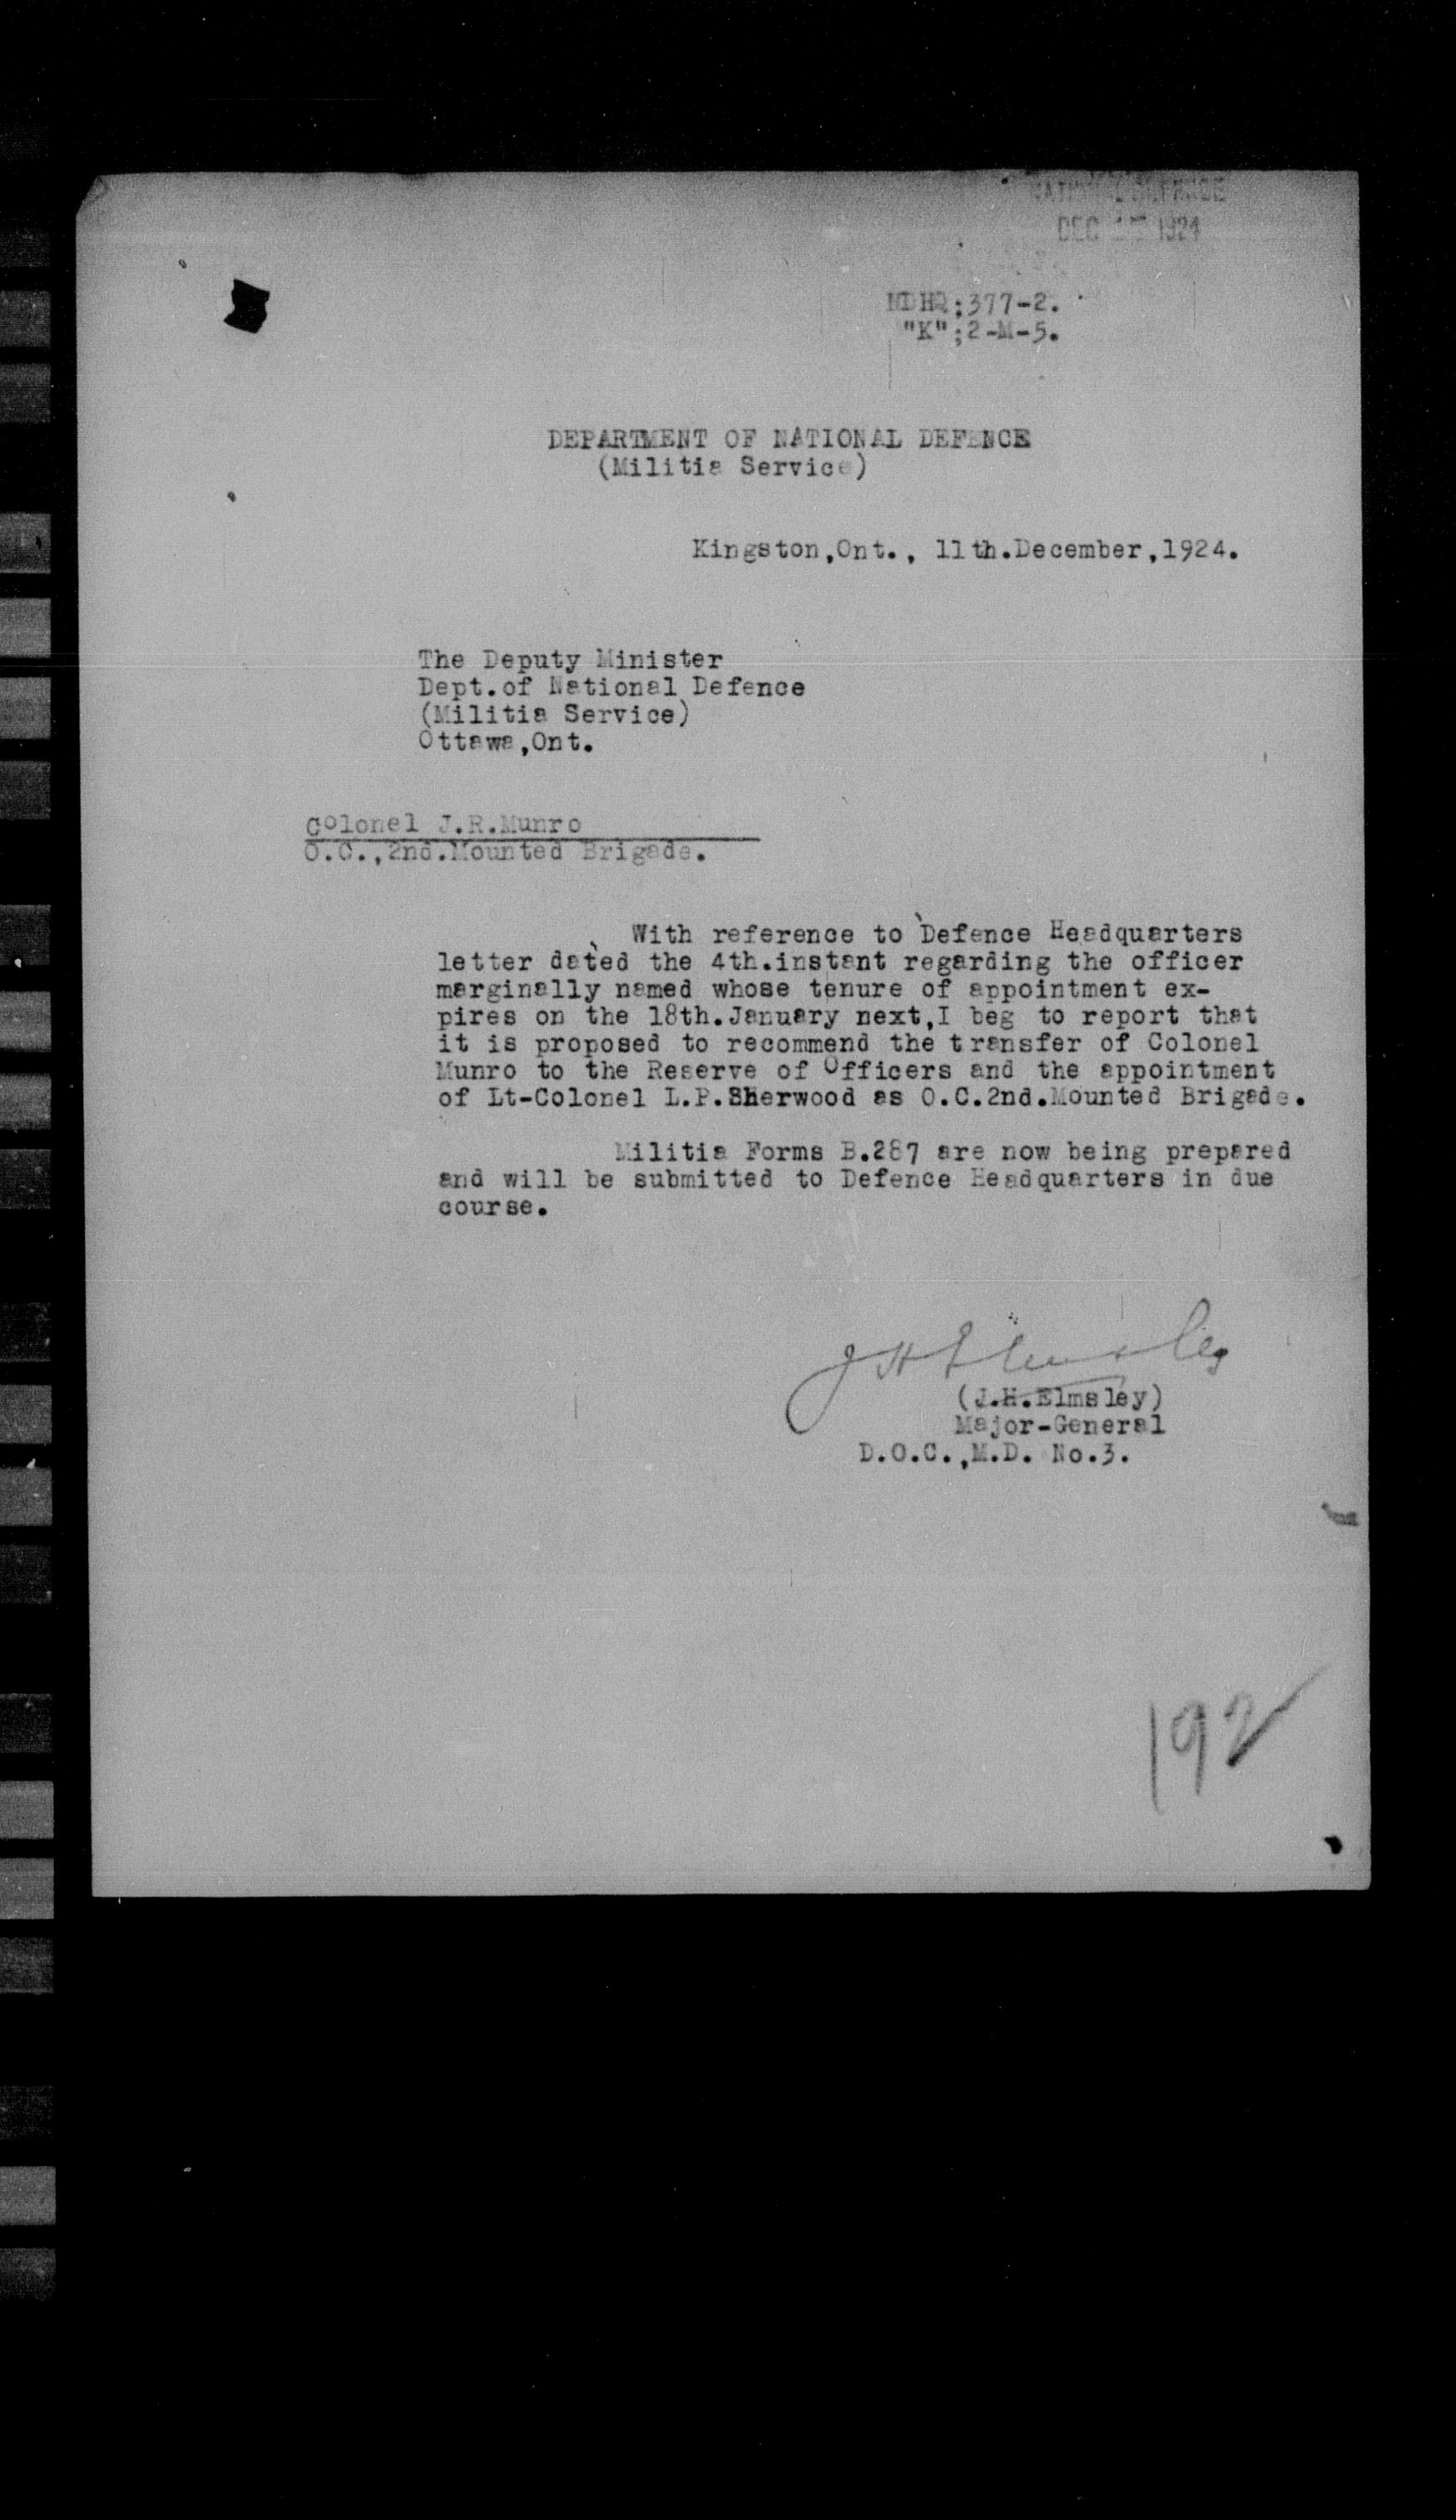 NATIONAL DEFENCE
DEC 1924
MDHQ;377-2.
"K";2-M-5.
DEPARTMENT OF NATIONAL DEFENCE
(Militia Service)
Kingston,Ont., 11th.December,1924.
The Deputy Minister
Dept.of National Defence
(Militia Service)
Ottawa,Ont.
Colonel J.R.Munro
O.C.,2nd.Mounted Brigade.
With reference to Defence Headquarters
letter dated the 4th.instant regarding the officer
marginally named whose tenure of appointment ex-
pires on the 18th.January next,I beg to report that
it is proposed to recommend the transfer of Colonel
Munro to the Reserve of Officers and the appointment
of Lt-Colonel L.P.Sherwood as O.C.2nd.Mounted Brigade.
Militia Forms B.287 are now being prepared
and will be submitted to Defence Headquarters in due
course.
J H Elmsley
(J.H.Elmsley)
Major-General
D.O.C.,M.D. No.3.
192